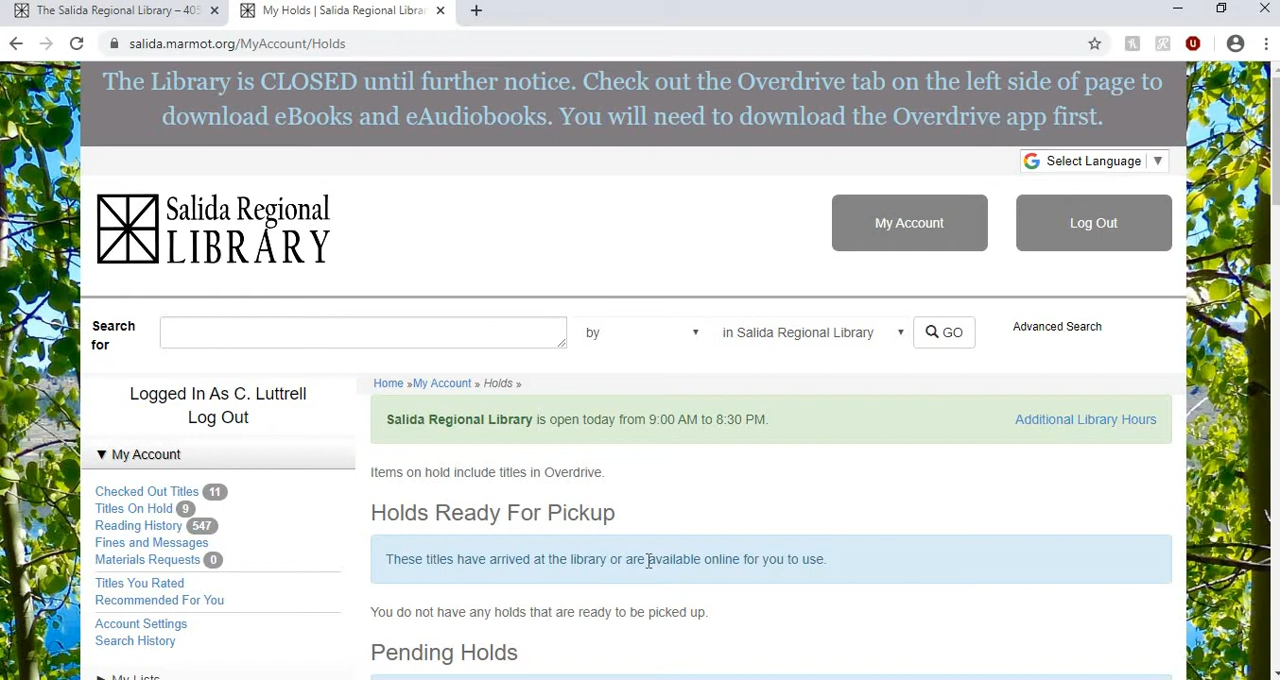 The Salida Regional Library – 405
My Holds | Salida Regional Libra
salida.marmot.org/MyAccount/Holds
The Library is CLOSED until further notice. Check out the Overdrive tab on the left side of page to
download eBooks and eAudiobooks. You will need to download the Overdrive app first.
Select Language
Salida Regional
LIBRARY
My Account
Log Out
Search
for
by
in Salida Regional Library
GO
Advanced Search
Logged In As C. Luttrell
Log Out
Home » My Account » Holds »
Salida Regional Library is open today from 9:00 AM to 8:30 PM.
Additional Library Hours
▼ My Account
Items on hold include titles in Overdrive.
Checked Out Titles 11
Titles On Hold 9
Reading History 547
Fines and Messages
Materials Requests 0
Titles You Rated
Recommended For You
Account Settings
Search History
► My Lists
Holds Ready For Pickup
These titles have arrived at the library or are available online for you to use.
You do not have any holds that are ready to be picked up.
Pending Holds